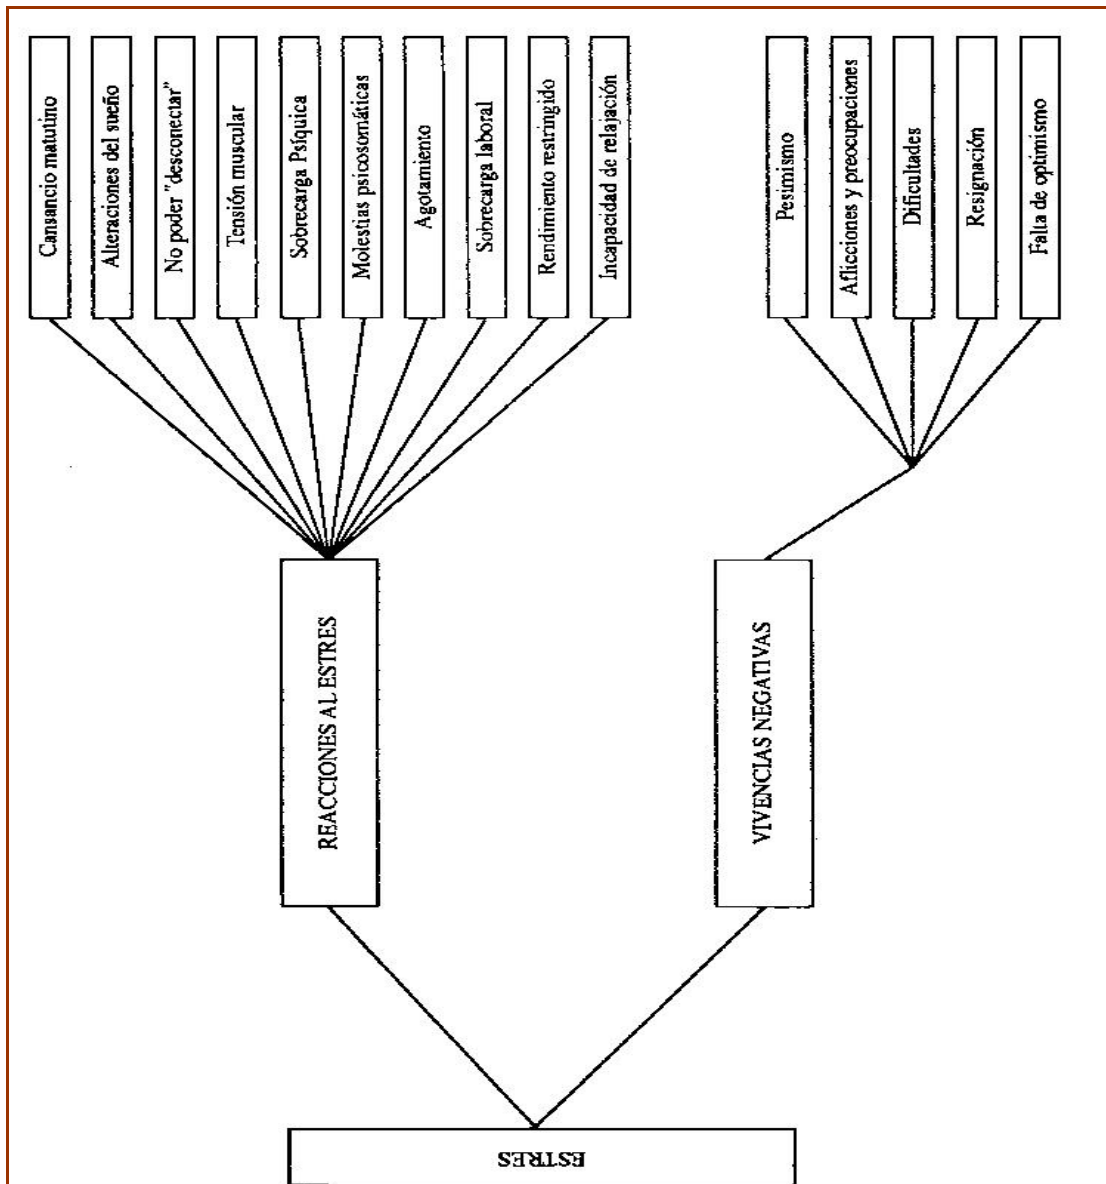 Cansancio matutino
Alteraciones del sueño
No poder "desconectar"
Tensión muscular
Sobrecarga Psíquica
Molestias psicosomáticas
Agotamiento
Sobrecarga laboral
Rendimiento restringido
Incapacidad de relajación
Pesimismo
Aflicciones y preocupaciones
Dificultades
Resignación
Falta de optimismo
REACCIONES AL ESTRES
VIVENCIAS NEGATIVAS
ESTRES